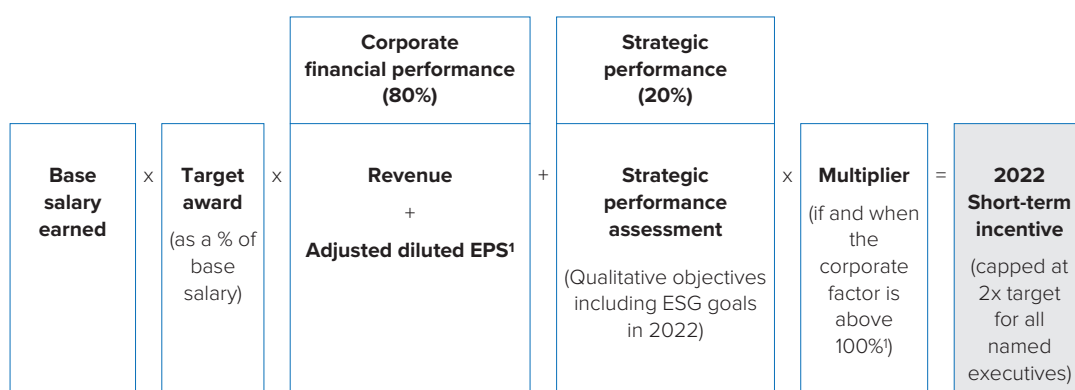 Corporate
financial performance
(80%)
Strategic
performance
(20%)
Base
salary
earned
x
Target
award
(as a % of
base
salary)
x
Revenue
+
Adjusted diluted EPS¹
+
Strategic
performance
assessment
(Qualitative objectives
including ESG goals
in 2022)
x
Multiplier
(if and when
the
corporate
factor is
above
100%¹)
=
2022
Short-term
incentive
(capped at
2x target
for all
named
executives)